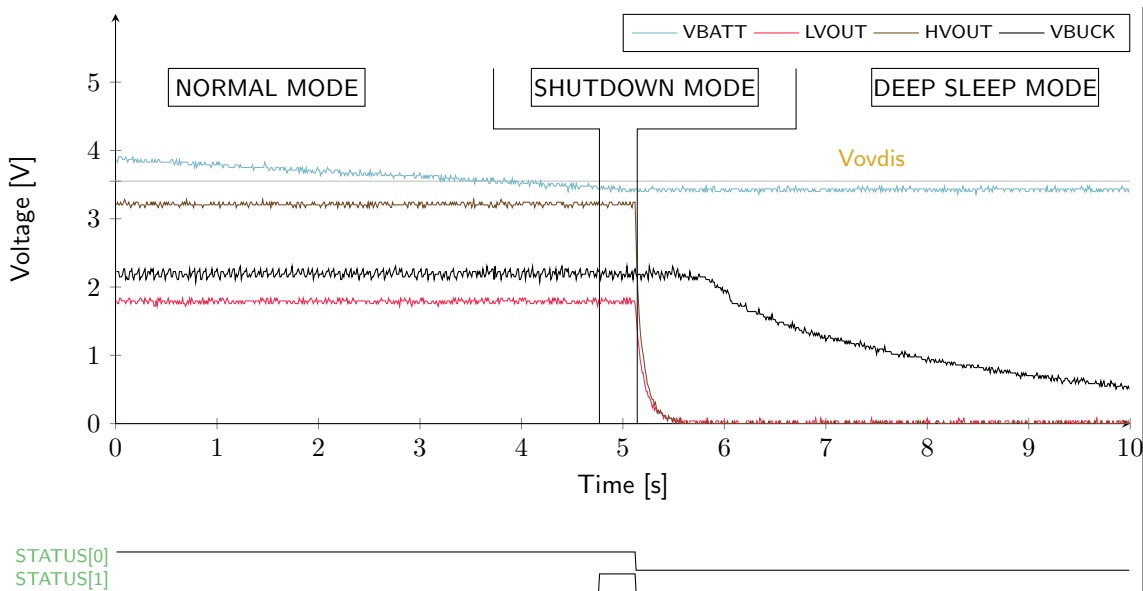 VBATT LVOUT HVOUT VBUCK
NORMAL MODE SHUTDOWN MODE DEEP SLEEP MODE
Vovdis
5
4
3
2
1
0
Voltage [V]
0 1 2 3 4 5 6 7 8 9 10
Time [s]
STATUS[0]
STATUS[1]